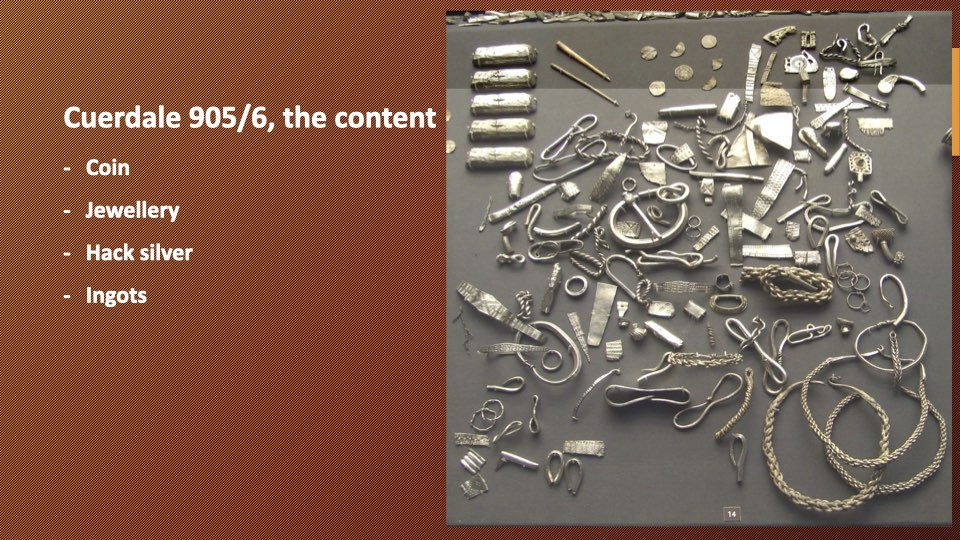 Cuerdale 905/6, the content
- Coin
- Jewellery
- Hack silver
- Ingots
14